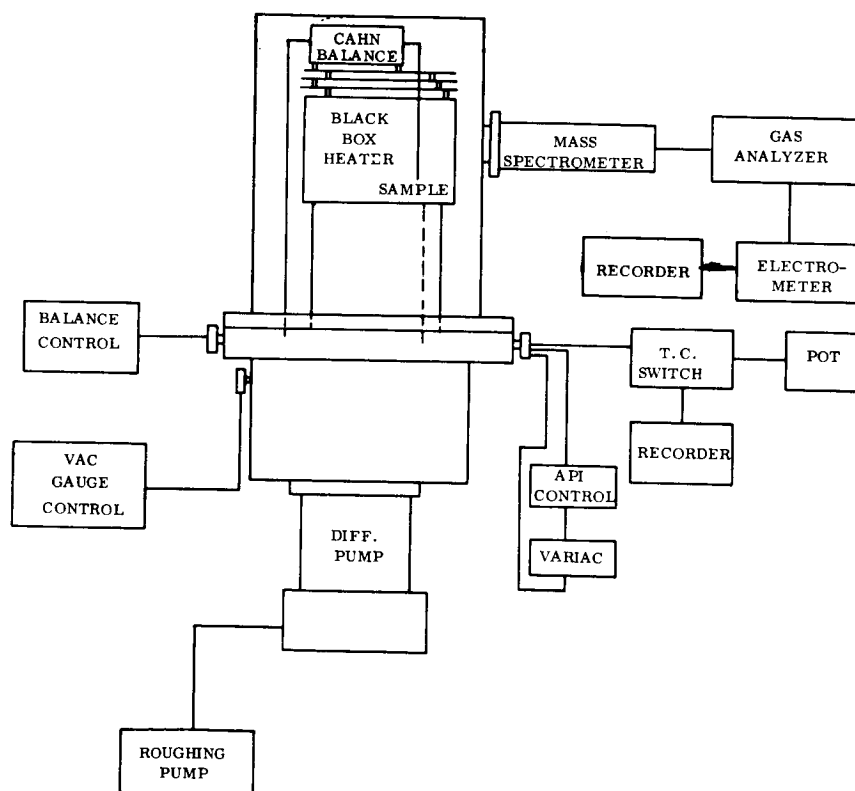 CAHN
BALANCE
BLACK
BOX
HEATER
SAMPLE
MASS
SPECTROMETER
GAS
ANALYZER
RECORDER
ELECTRO-
METER
BALANCE
CONTROL
T.C.
SWITCH
POT
RECORDER
VAC
GAUGE
CONTROL
API
CONTROL
VARIAC
DIFF.
PUMP
ROUGHING
PUMP